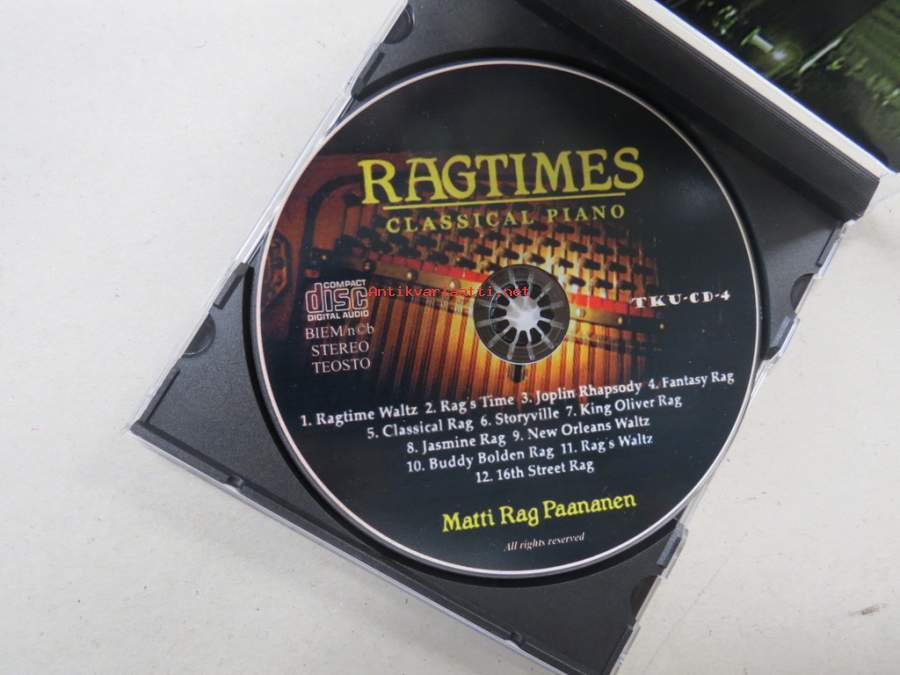 RAGTIMES
CLASSICAL PIANO
COMPACT
disc
DIGITAL AUDIO
BIEM/n©b
STEREO
TEOSTO
Antikvariaatti.net
TKU-CD-4
1. Ragtime Waltz 2. Rag's Time 3. Joplin Rhapsody 4. Fantasy Rag
5. Classical Rag 6. Storyville 7. King Oliver Rag
8. Jasmine Rag 9. New Orleans Waltz
10. Buddy Bolden Rag 11. Rag's Waltz
12. 16th Street Rag
Matti Rag Paananen
All rights reserved